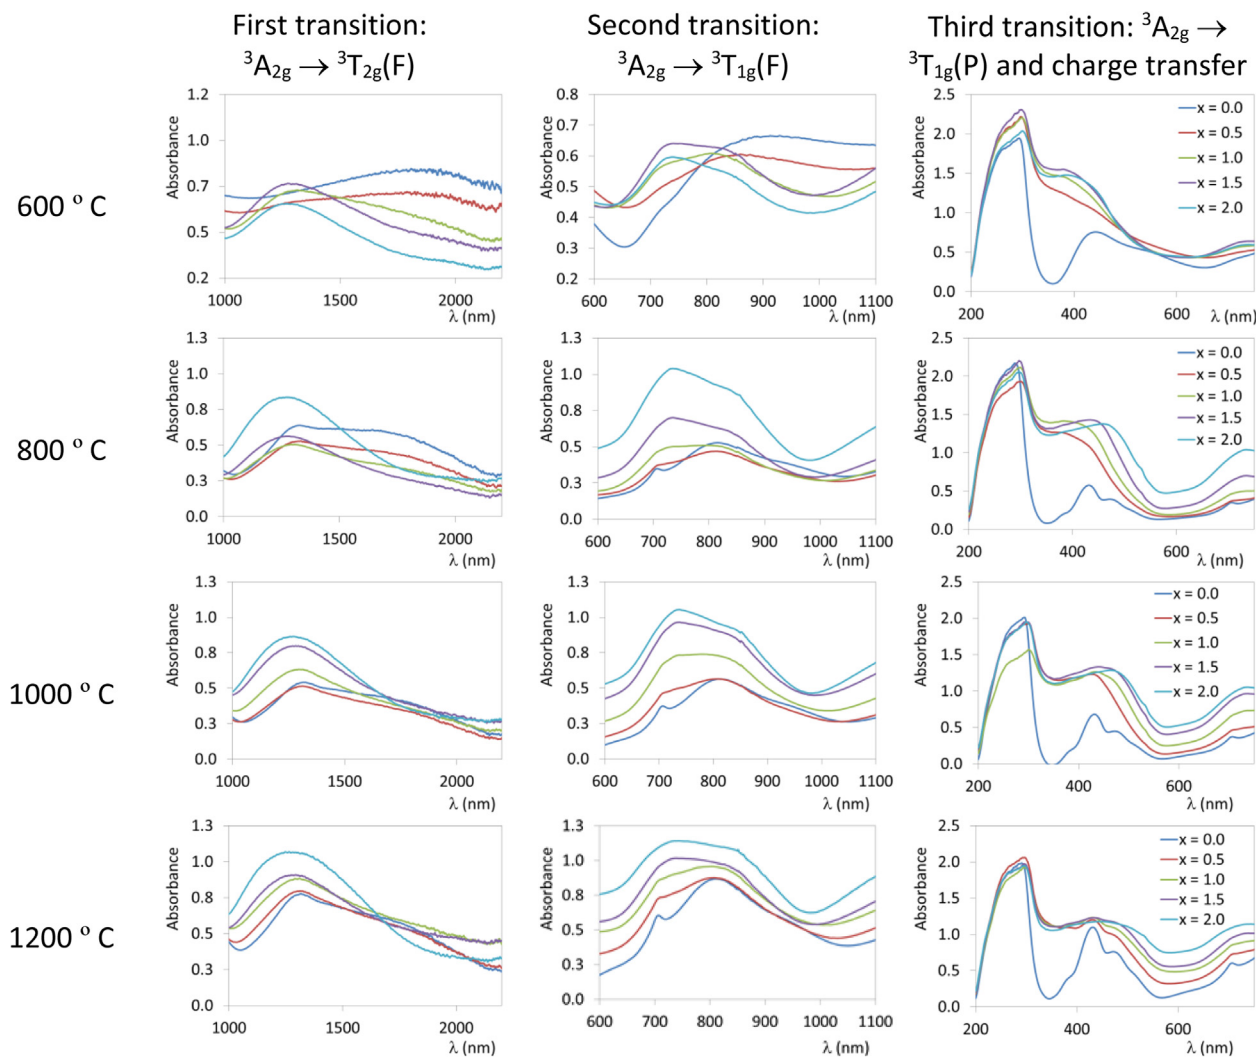 First transition:
³A₂g → ³T₂g(F)
Second transition:
³A₂g → ³T₁g(F)
Third transition: ³A₂g →
³T₁g(P) and charge transfer
600 º C
Absorbance
1.2
1.0
0.7
0.5
0.2
1000 1500 2000
λ (nm)
Absorbance
0.8
0.7
0.6
0.5
0.4
0.3
0.2
600 700 800 900 1000 1100
λ (nm)
Absorbance
2.5
2.0
1.5
1.0
0.5
0.0
200 400 600
λ (nm)
x = 0.0
x = 0.5
x = 1.0
x = 1.5
x = 2.0
800 º C
Absorbance
1.3
1.0
0.8
0.5
0.3
0.0
1000 1500 2000
λ (nm)
Absorbance
1.3
1.0
0.8
0.5
0.3
0.0
600 700 800 900 1000 1100
λ (nm)
Absorbance
2.5
2.0
1.5
1.0
0.5
0.0
200 400 600
λ (nm)
x = 0.0
x = 0.5
x = 1.0
x = 1.5
x = 2.0
1000 º C
Absorbance
1.3
1.0
0.8
0.5
0.3
0.0
1000 1500 2000
λ (nm)
Absorbance
1.3
1.0
0.8
0.5
0.3
0.0
600 700 800 900 1000 1100
λ (nm)
Absorbance
2.5
2.0
1.5
1.0
0.5
0.0
200 400 600
λ (nm)
x = 0.0
x = 0.5
x = 1.0
x = 1.5
x = 2.0
1200 º C
Absorbance
1.3
1.0
0.8
0.5
0.3
0.0
1000 1500 2000
λ (nm)
Absorbance
1.3
1.0
0.8
0.5
0.3
0.0
600 700 800 900 1000 1100
λ (nm)
Absorbance
2.5
2.0
1.5
1.0
0.5
0.0
200 400 600
λ (nm)
x = 0.0
x = 0.5
x = 1.0
x = 1.5
x = 2.0